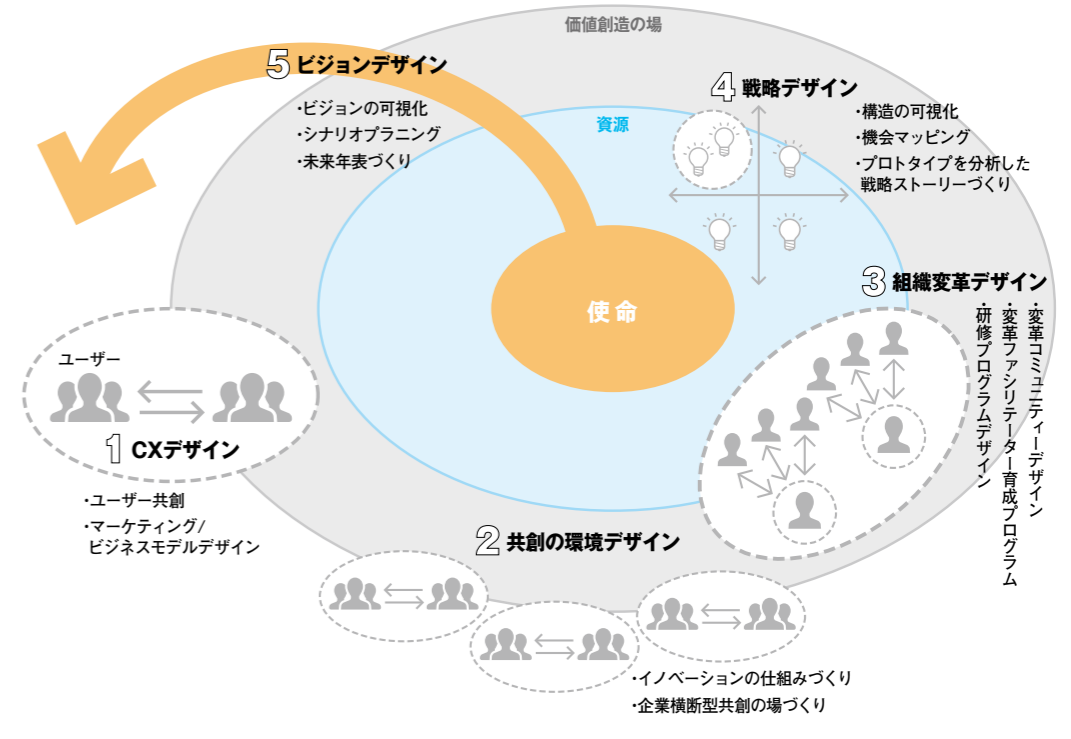 価値創造の場
5 ビジョンデザイン
・ビジョンの可視化
・シナリオプラニング
・未来年表づくり
資源
4 戦略デザイン
・構造の可視化
・機会マッピング
・プロトタイプを分析した
戦略ストーリーづくり
使命
3 組織変革デザイン
・変革コミュニティーデザイン
・変革ファシリテーター育成プログラム
・研修プログラムデザイン
ユーザー
1 CXデザイン
・ユーザー共創
・マーケティング/
ビジネスモデルデザイン
2 共創の環境デザイン
・イノベーションの仕組みづくり
・企業横断型共創の場づくり